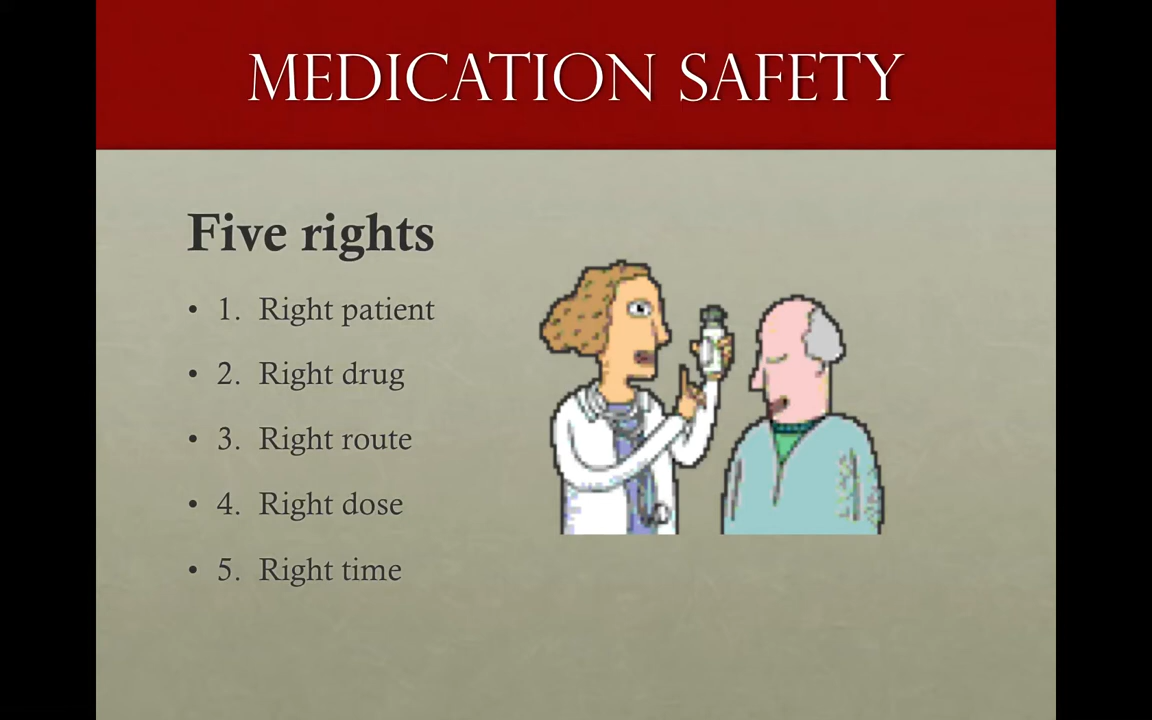 MEDICATION SAFETY
Five rights
• 1. Right patient
• 2. Right drug
• 3. Right route
• 4. Right dose
• 5. Right time